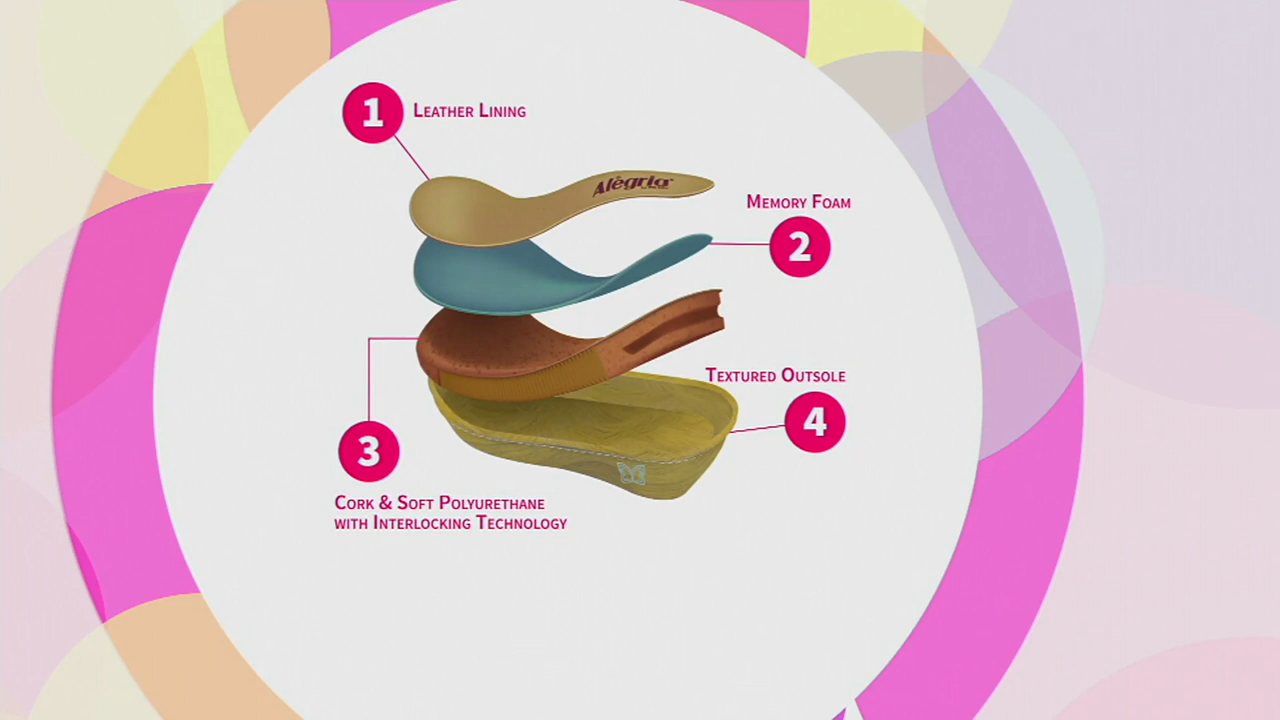 1
Leather Lining
Alegria
Memory Foam
2
Textured Outsole
4
3
Cork & Soft Polyurethane
with Interlocking Technology